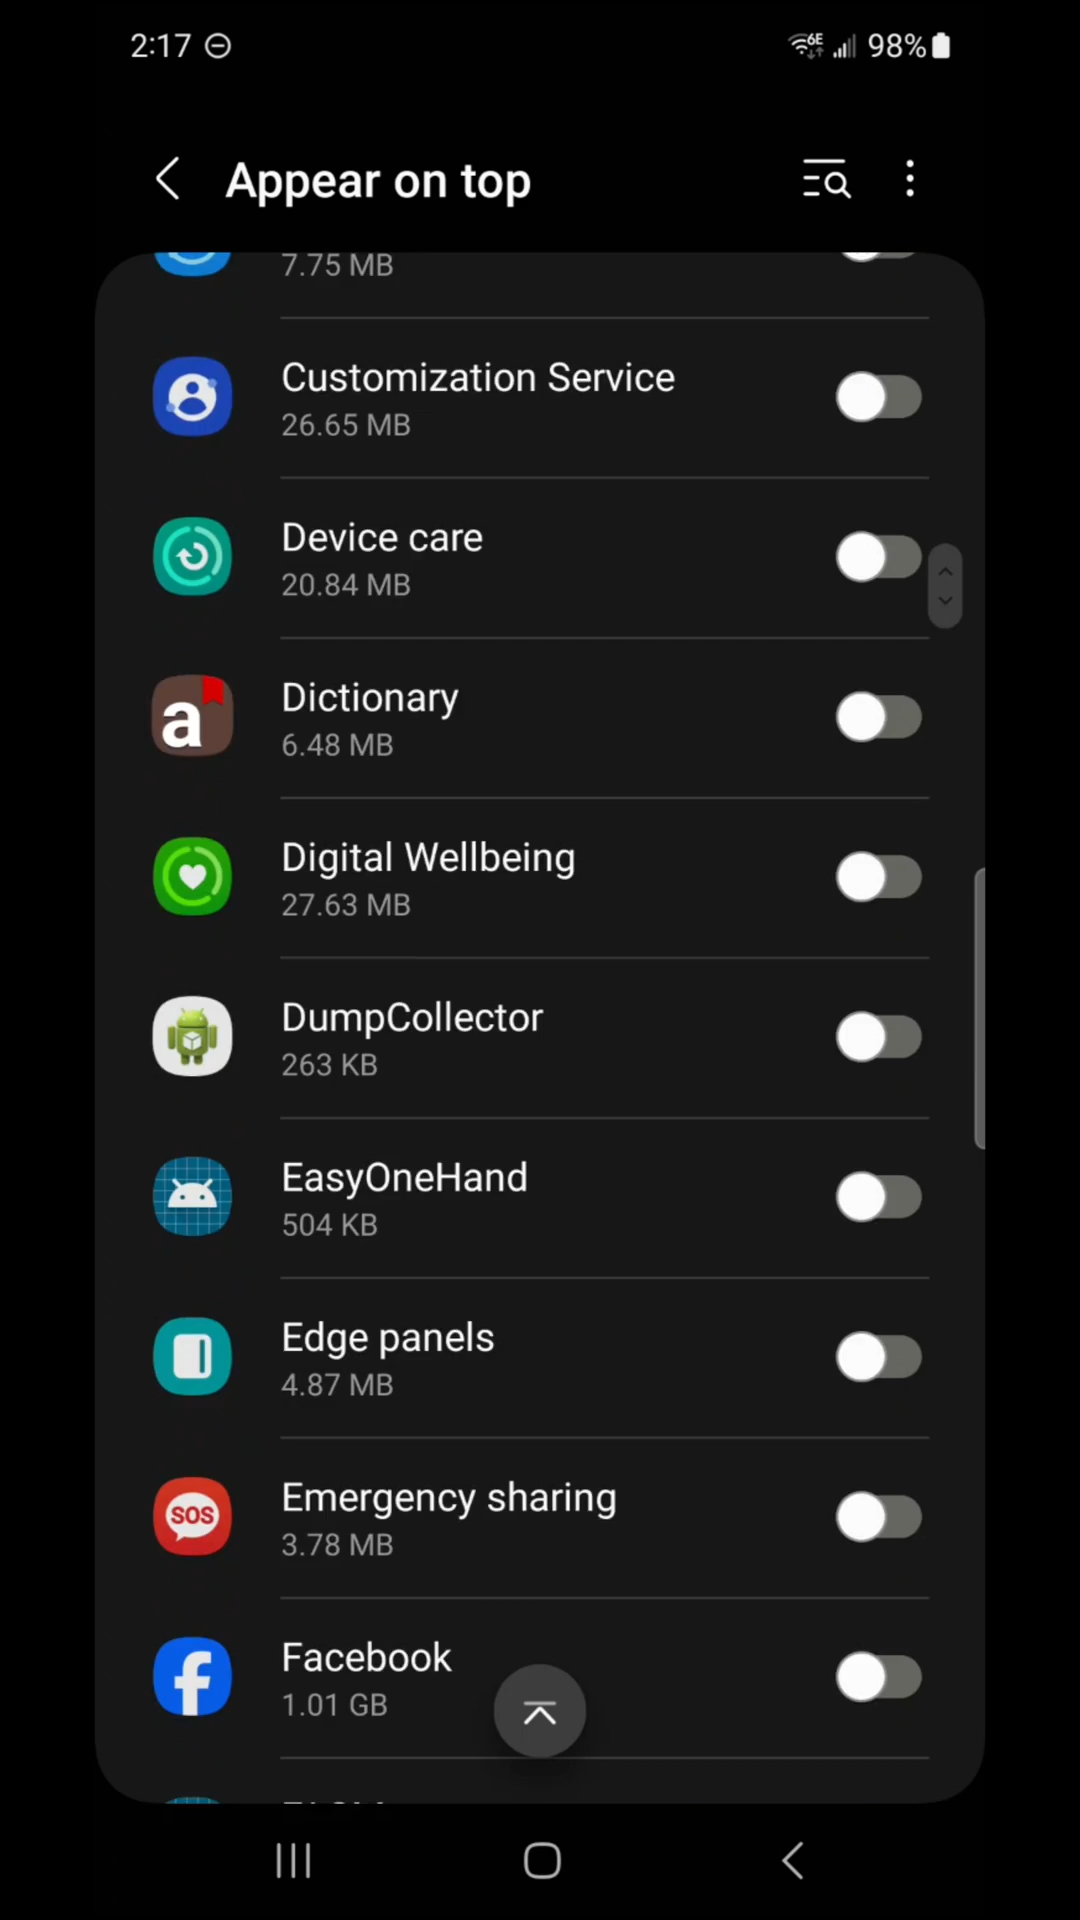 2:17
6E
98%
Appear on top
7.75 MB
Customization Service
26.65 MB
Device care
20.84 MB
a
Dictionary
6.48 MB
Digital Wellbeing
27.63 MB
DumpCollector
263 KB
EasyOneHand
504 KB
Edge panels
4.87 MB
SOS
Emergency sharing
3.78 MB
f
Facebook
1.01 GB